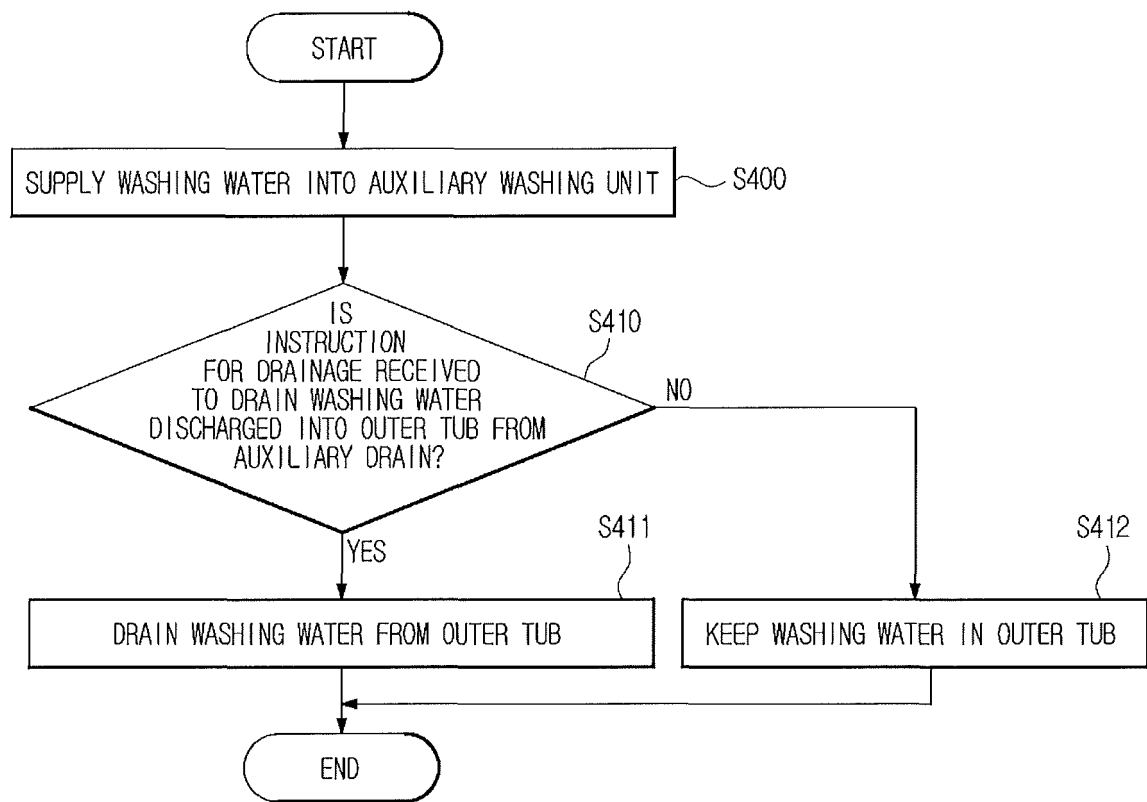 START
SUPPLY WASHING WATER INTO AUXILIARY WASHING UNIT
S400
IS
INSTRUCTION
FOR DRAINAGE RECEIVED
TO DRAIN WASHING WATER
DISCHARGED INTO OUTER TUB FROM
AUXILIARY DRAIN?
S410
NO
YES
S411
S412
DRAIN WASHING WATER FROM OUTER TUB
KEEP WASHING WATER IN OUTER TUB
END